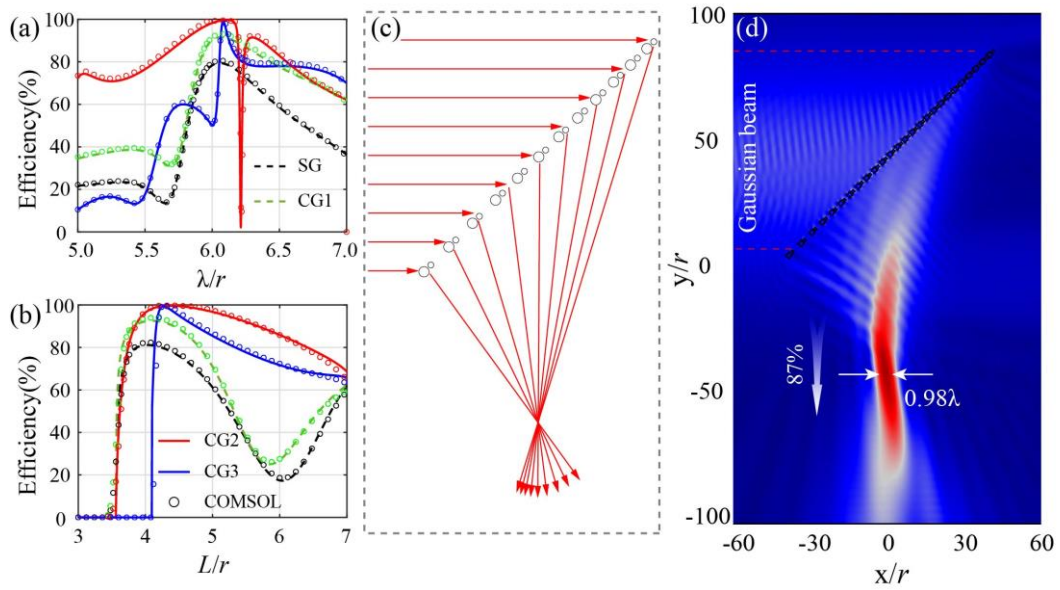 (a)
Efficiency(%)
100
80
60
40
20
0
5.0
5.5
6.0
6.5
7.0
λ/r
SG
CG1
(b)
Efficiency(%)
100
80
60
40
20
0
3
4
5
6
7
L/r
CG2
CG3
COMSOL
(c)
(d)
y/r
100
50
0
-50
-100
-60
-30
0
30
60
x/r
Gaussian beam
87%
0.98λ